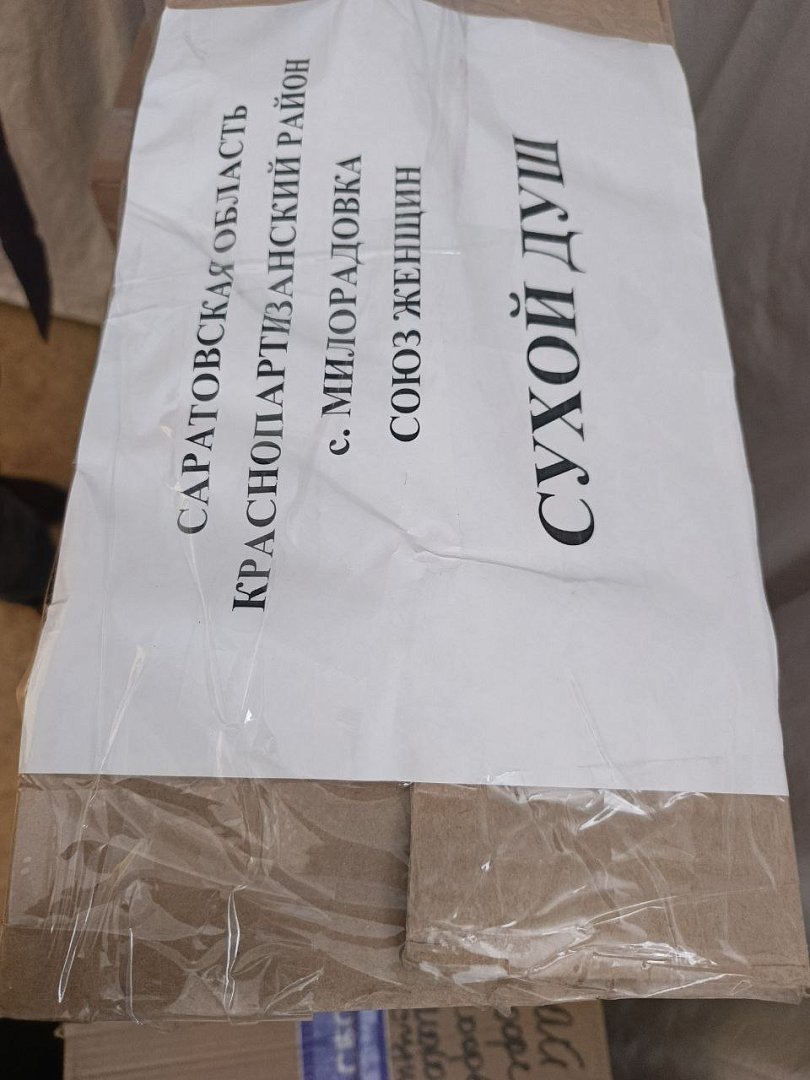 САРАТОВСКАЯ ОБЛАСТЬ
КРАСНОПАРТИЗАНСКИЙ РАЙОН
с. МИЛОРАДОВКА
СОЮЗ ЖЕНЩИН
СУХОЙ ДУШ